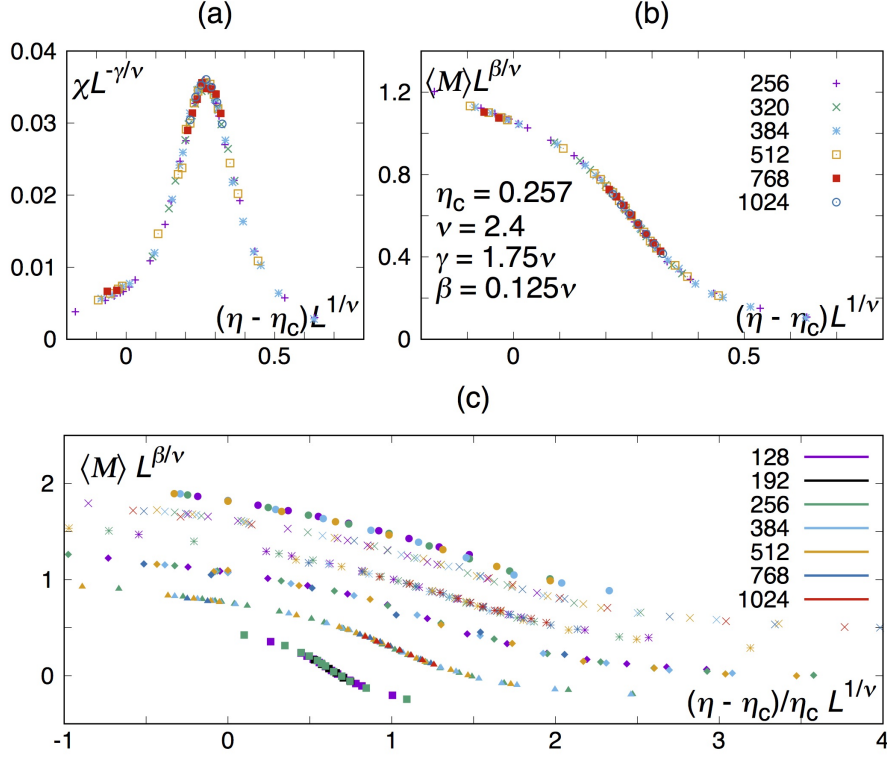 (a)
(b)
0.04
0.03
0.02
0.01
0
0
0.5
χL^{-γ/ν}
(η - η_c)L^{1/ν}
1.2
0.8
0.4
0
0
0.5
⟨M⟩L^{β/ν}
256
320
384
512
768
1024
η_c = 0.257
ν = 2.4
γ = 1.75ν
β = 0.125ν
(η - η_c)L^{1/ν}
(c)
⟨M⟩ L^{β/ν}
2
1
0
128
192
256
384
512
768
1024
(η - η_c)/η_c L^{1/ν}
-1
0
1
2
3
4